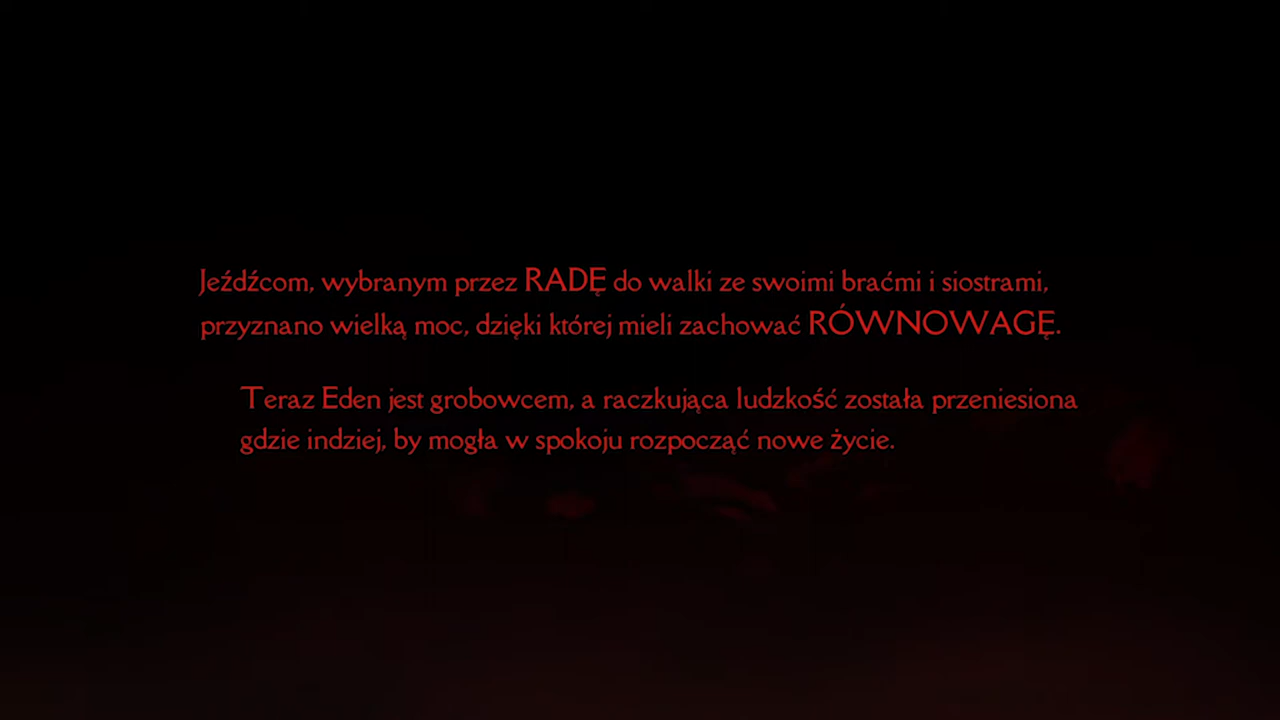 Jeźdźcom, wybranym przez RADĘ do walki ze swoimi braćmi i siostrami,
przyznano wielką moc, dzięki której mieli zachować RÓWNOWAGĘ.
Teraz Eden jest grobowcem, a raczkująca ludzkość została przeniesiona
gdzie indziej, by mogła w spokoju rozpocząć nowe życie.